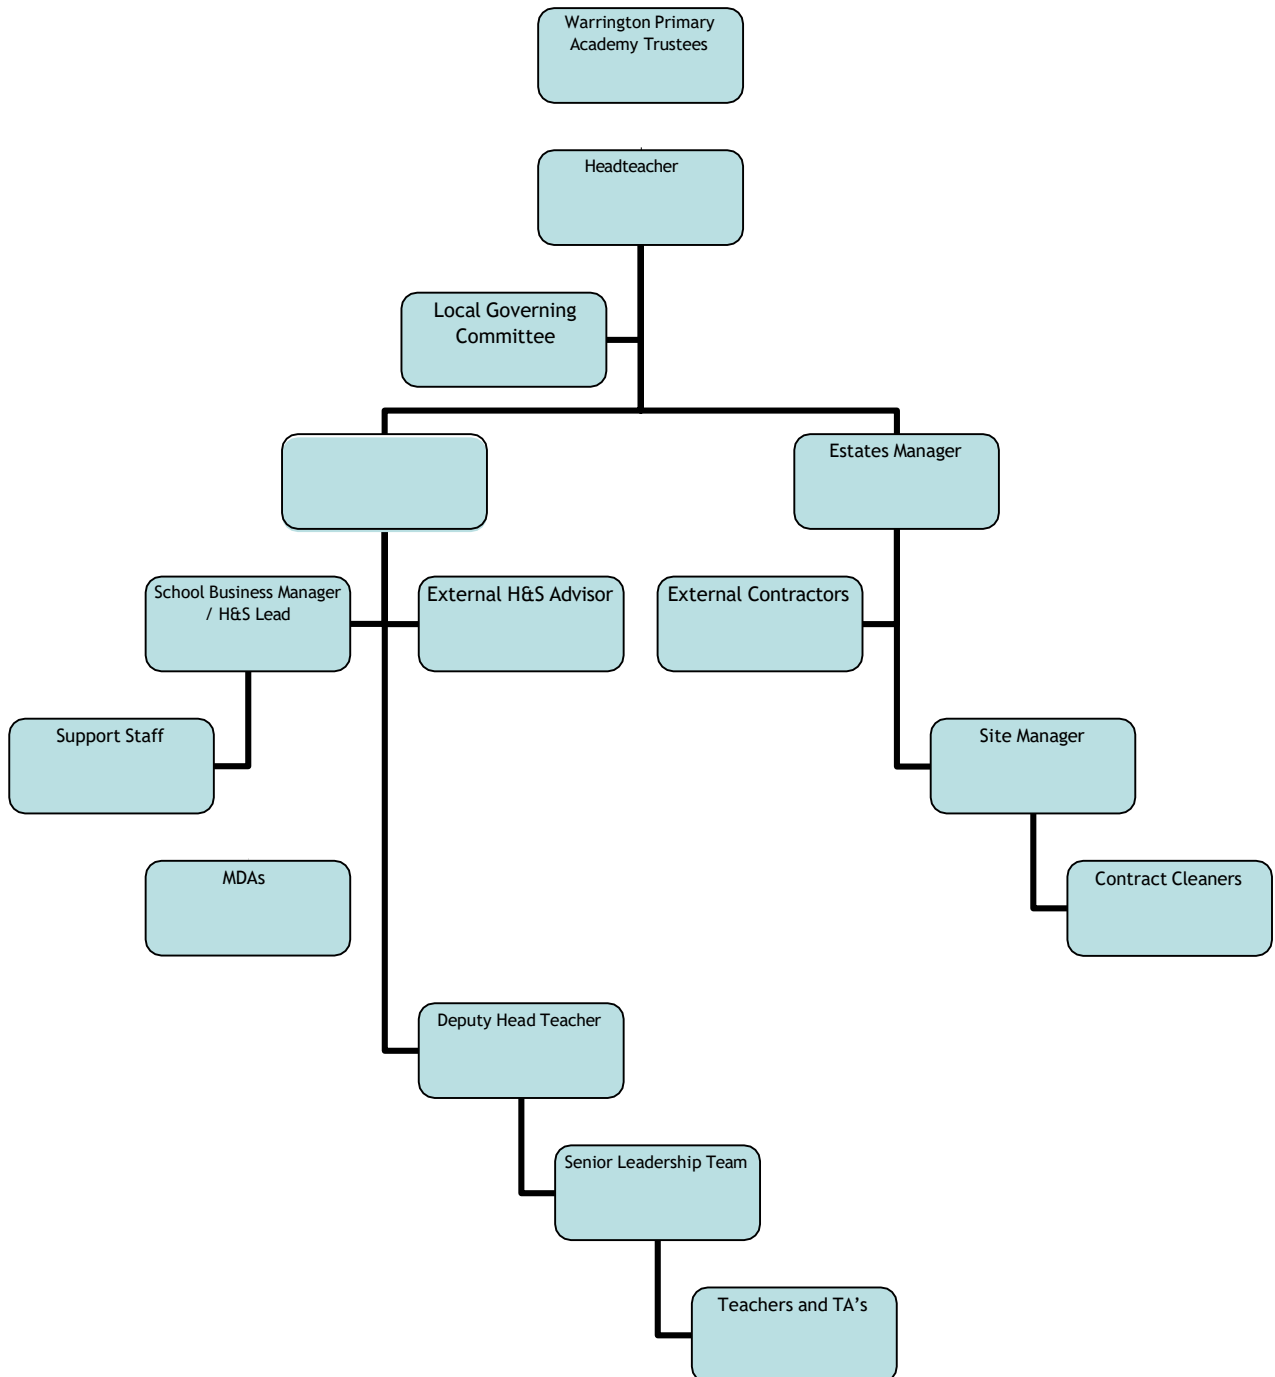 Warrington Primary
Academy Trustees
Headteacher
Local Governing
Committee
Estates Manager
School Business Manager
/ H&S Lead
External H&S Advisor
External Contractors
Support Staff
Site Manager
MDAs
Contract Cleaners
Deputy Head Teacher
Senior Leadership Team
Teachers and TA’s